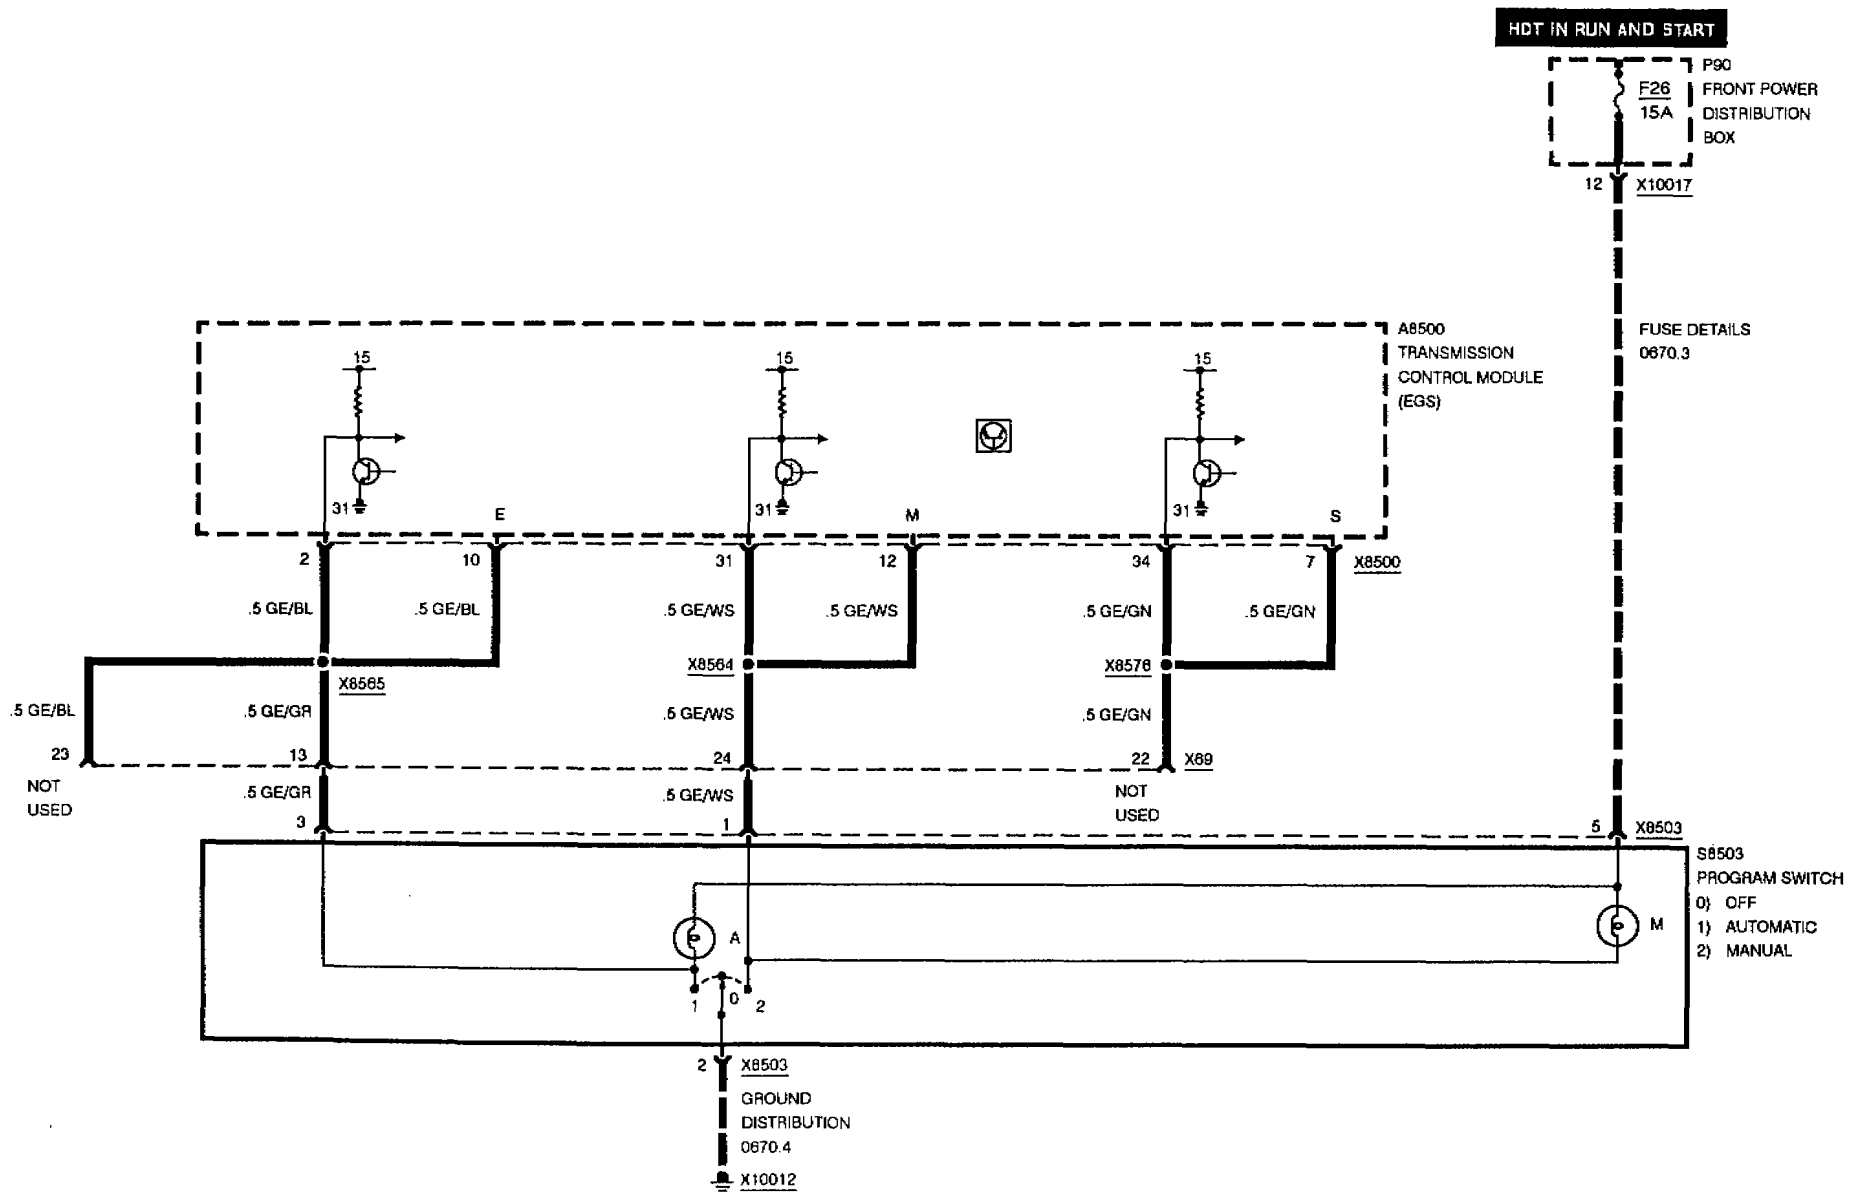 HOT IN RUN AND START
P90
F26
FRONT POWER
15A
DISTRIBUTION
BOX
12
X10017
FUSE DETAILS
0670.3
A8500
TRANSMISSION
CONTROL MODULE
(EGS)
15
15
15
31
31
31
E
M
S
2
10
31
12
34
7
X8500
.5 GE/BL
.5 GE/BL
.5 GE/WS
.5 GE/WS
.5 GE/GN
.5 GE/GN
X8565
X8564
X8576
.5 GE/BL
.5 GE/GR
.5 GE/WS
.5 GE/GN
23
13
24
22
X69
NOT
USED
NOT
USED
.5 GE/GR
.5 GE/WS
3
1
5
X8503
S8503
PROGRAM SWITCH
0) OFF
1) AUTOMATIC
2) MANUAL
A
M
1
0
2
2
X8503
GROUND
DISTRIBUTION
0670.4
X10012